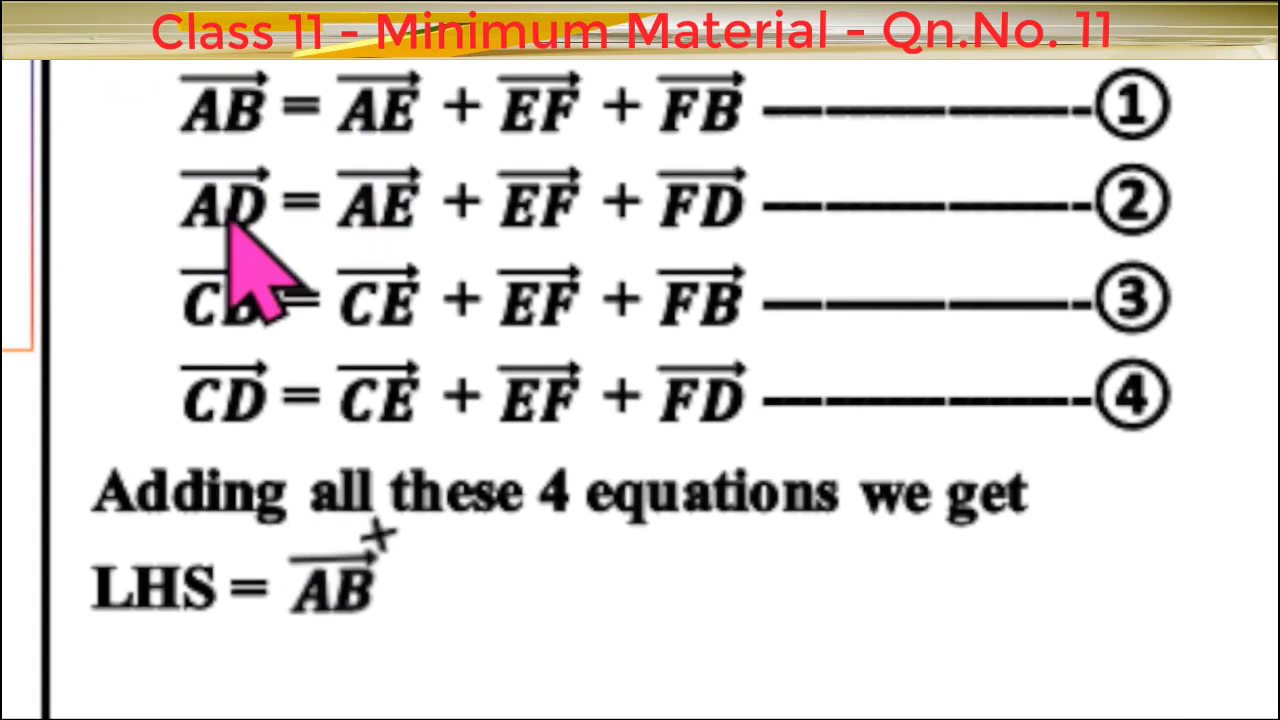 Class 11 - Minimum Material - Qn.No. 11
AB = AE + EF + FB ———————-①
AD = AE + EF + FD ———————-②
CB = CE + EF + FB ———————-③
CD = CE + EF + FD ———————-④
Adding all these 4 equations we get
LHS = AB +